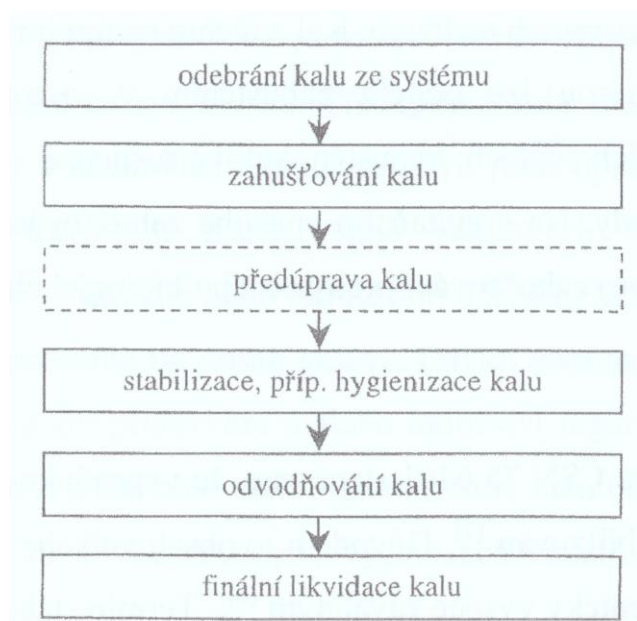 odebrání kalu ze systému
zahušťování kalu
předúprava kalu
stabilizace, příp. hygienizace kalu
odvodňování kalu
finální likvidace kalu